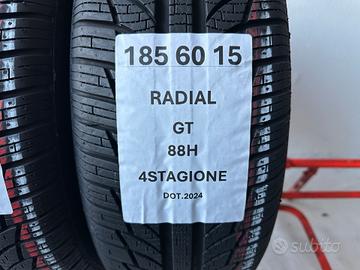 185 60 15
RADIAL
GT
88H
4STAGIONE
DOT.2024
subito